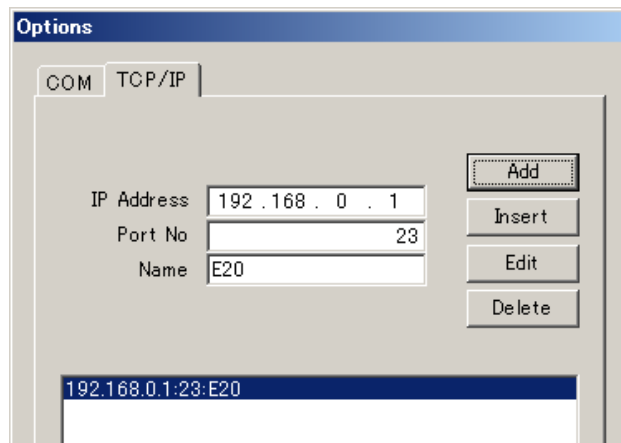 Options
COM TCP/IP
Add
IP Address 192 .168 . 0 . 1
Insert
Port No 23
Edit
Name E20
Delete
192.168.0.1:23:E20